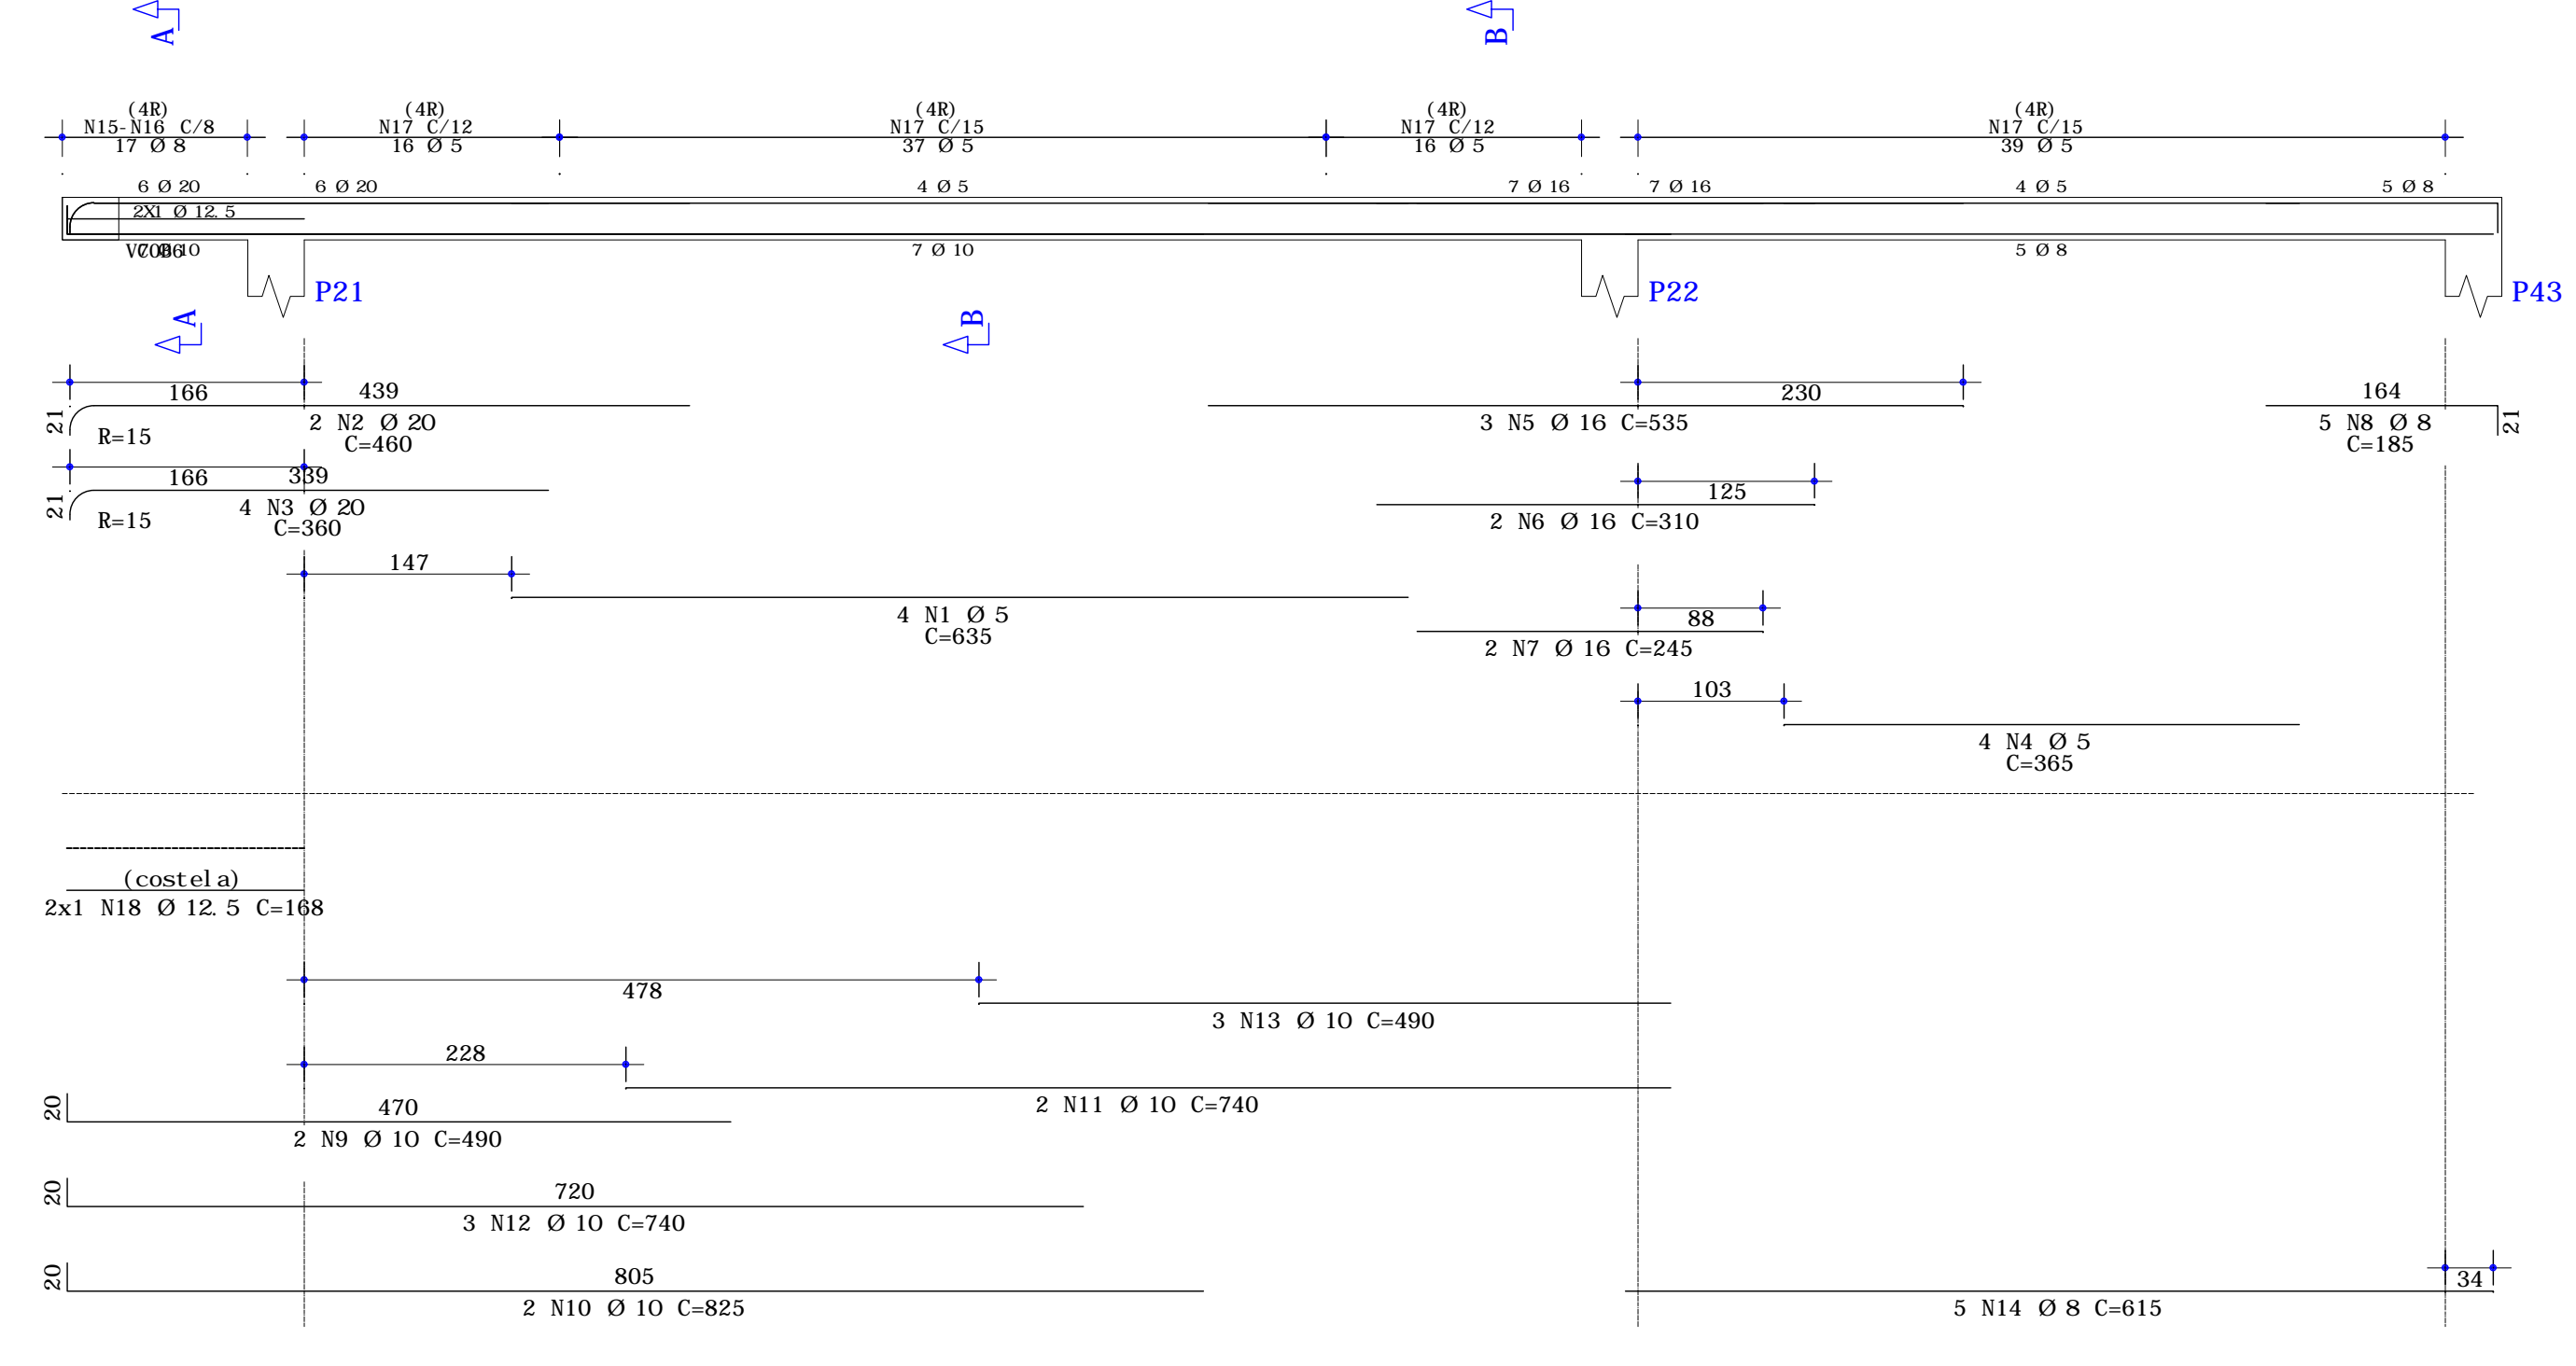 A
B
(4R)
N15-N16 C/8
17 Ø 8
(4R)
N17 C/12
16 Ø 5
(4R)
N17 C/15
37 Ø 5
(4R)
N17 C/12
16 Ø 5
(4R)
N17 C/15
39 Ø 5
6 Ø 20
6 Ø 20
4 Ø 5
7 Ø 16
7 Ø 16
4 Ø 5
5 Ø 8
2X1 Ø 12.5
7 Ø 10
5 Ø 8
P21
P22
P43
A
B
166
439
21
R=15
2 N2 Ø 20
C=460
230
3 N5 Ø 16 C=535
164
5 N8 Ø 8
C=185
21
166
339
21
R=15
4 N3 Ø 20
C=360
125
2 N6 Ø 16 C=310
147
4 N1 Ø 5
C=635
88
2 N7 Ø 16 C=245
103
4 N4 Ø 5
C=365
(costela)
2x1 N18 Ø 12.5 C=168
478
3 N13 Ø 10 C=490
228
2 N11 Ø 10 C=740
20
470
2 N9 Ø 10 C=490
20
720
3 N12 Ø 10 C=740
20
805
2 N10 Ø 10 C=825
34
5 N14 Ø 8 C=615